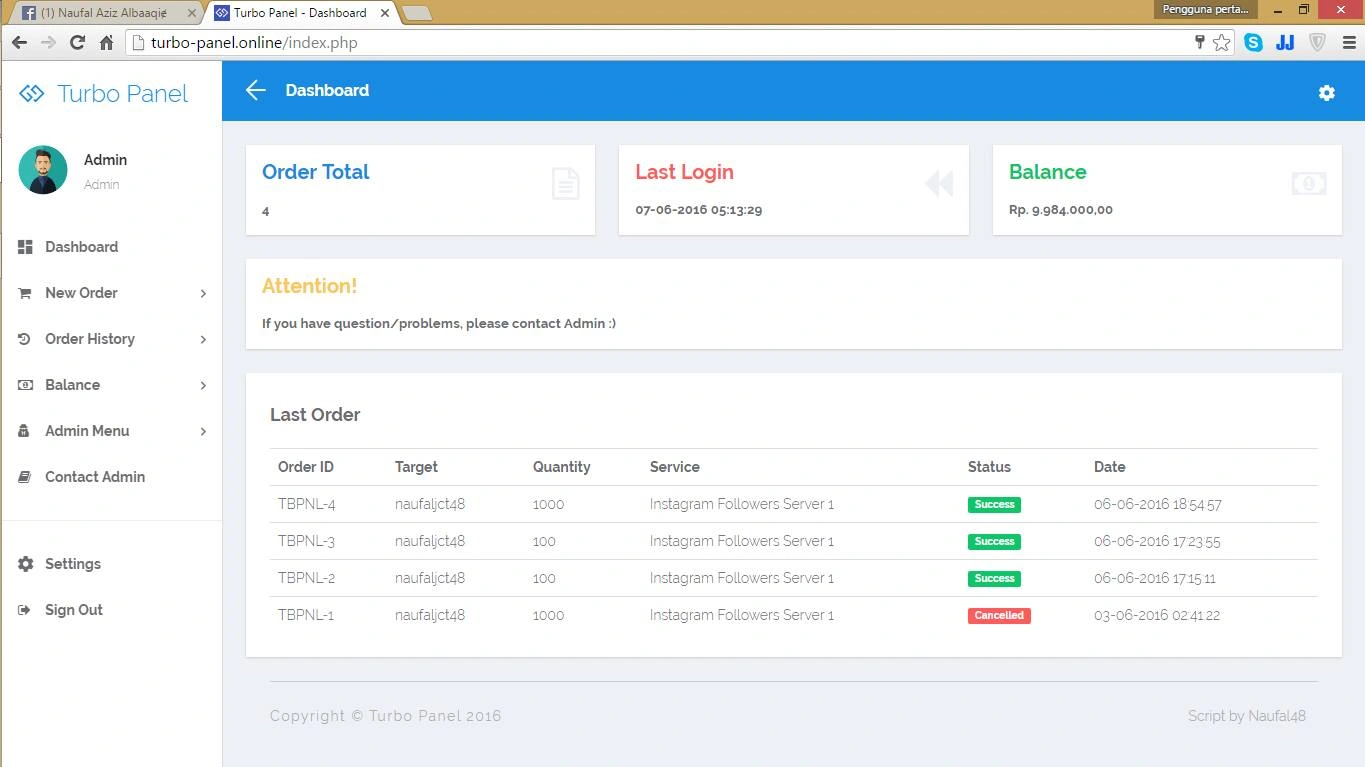 (1) Naufal Aziz Albaaqie
Turbo Panel - Dashboard
Pengguna perta...
turbo-panel.online/index.php
Turbo Panel
Dashboard
Admin
Admin
Order Total
4
Last Login
07-06-2016 05:13:29
Balance
Rp. 9.984.000,00
Dashboard
New Order
Order History
Balance
Admin Menu
Contact Admin
Settings
Sign Out
Attention!
If you have question/problems, please contact Admin :)
Last Order
Order ID Target Quantity Service Status Date
TBPNL-4 naufaljct48 1000 Instagram Followers Server 1 Success 06-06-2016 18:54:57
TBPNL-3 naufaljct48 100 Instagram Followers Server 1 Success 06-06-2016 17:23:55
TBPNL-2 naufaljct48 100 Instagram Followers Server 1 Success 06-06-2016 17:15:11
TBPNL-1 naufaljct48 1000 Instagram Followers Server 1 Cancelled 03-06-2016 02:41:22
Copyright © Turbo Panel 2016
Script by Naufal48